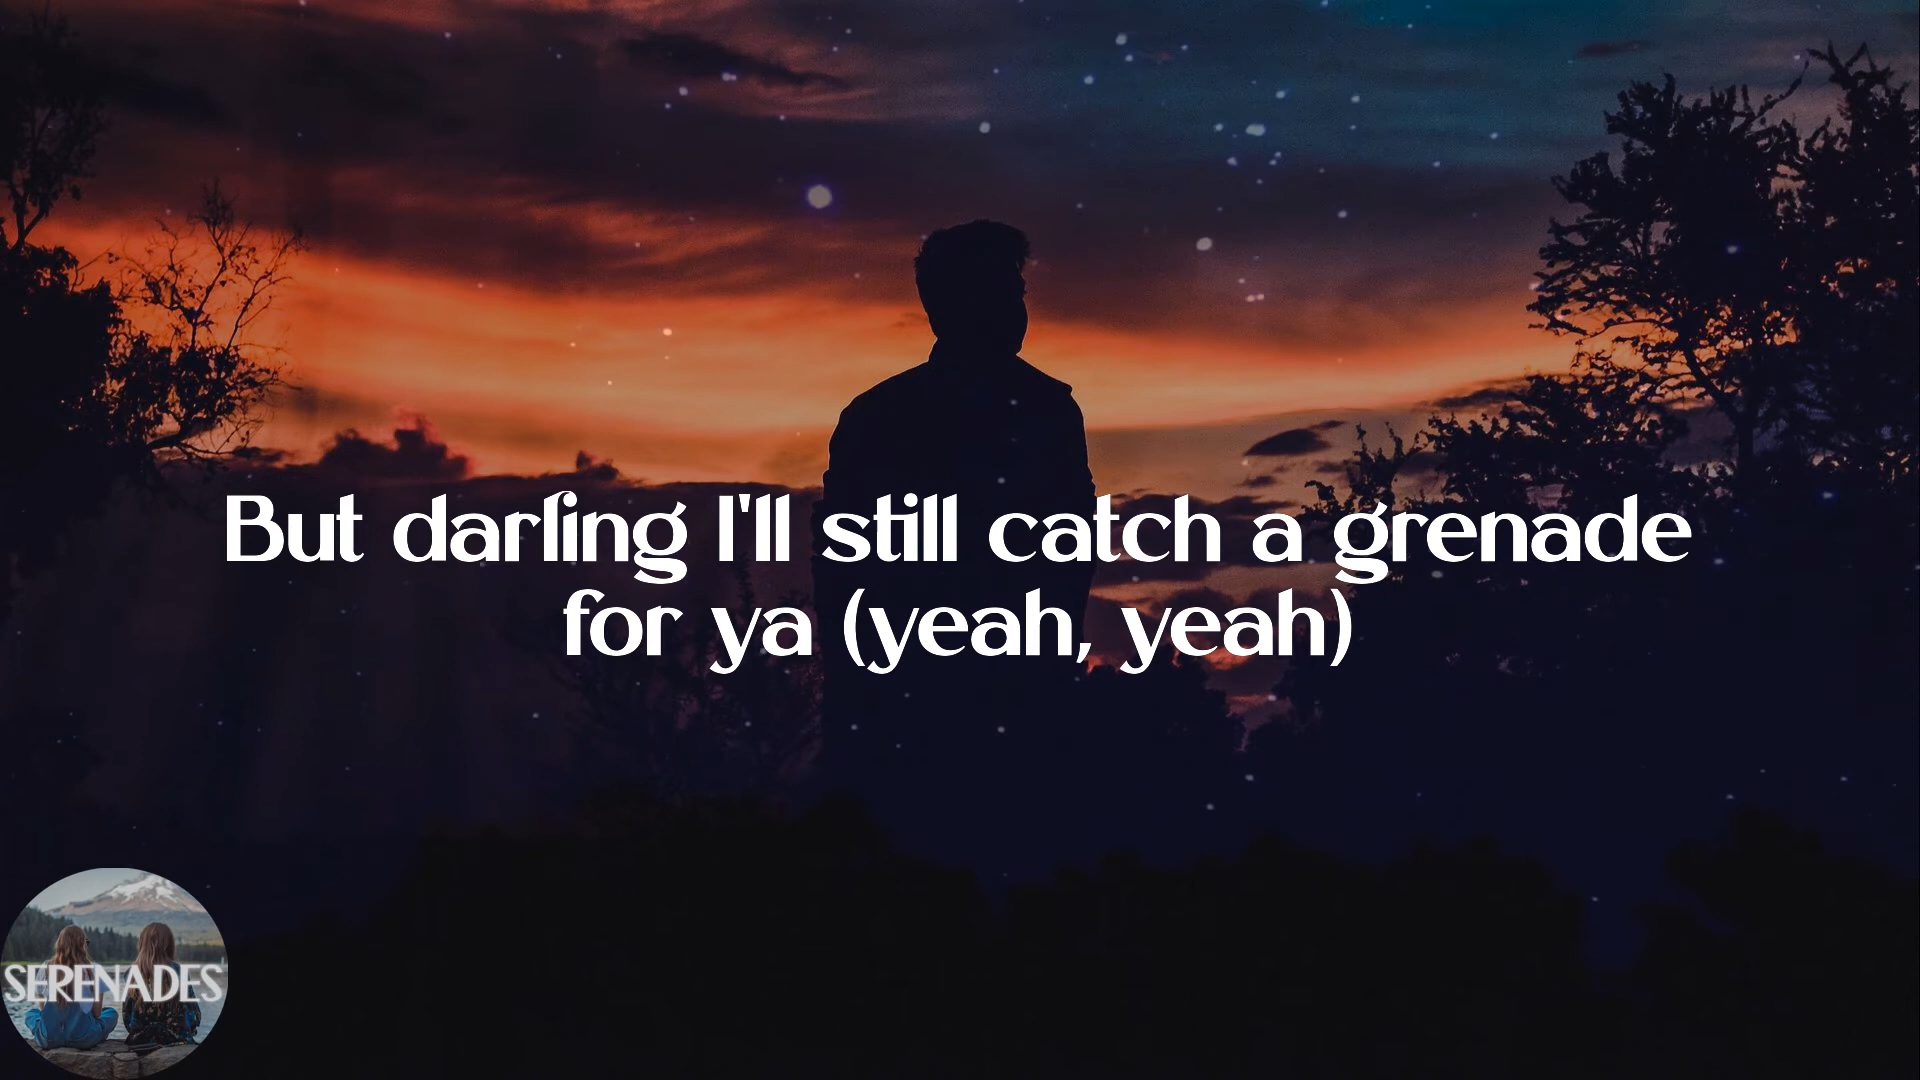 But darling I'll still catch a grenade
for ya (yeah, yeah)
SERENADES